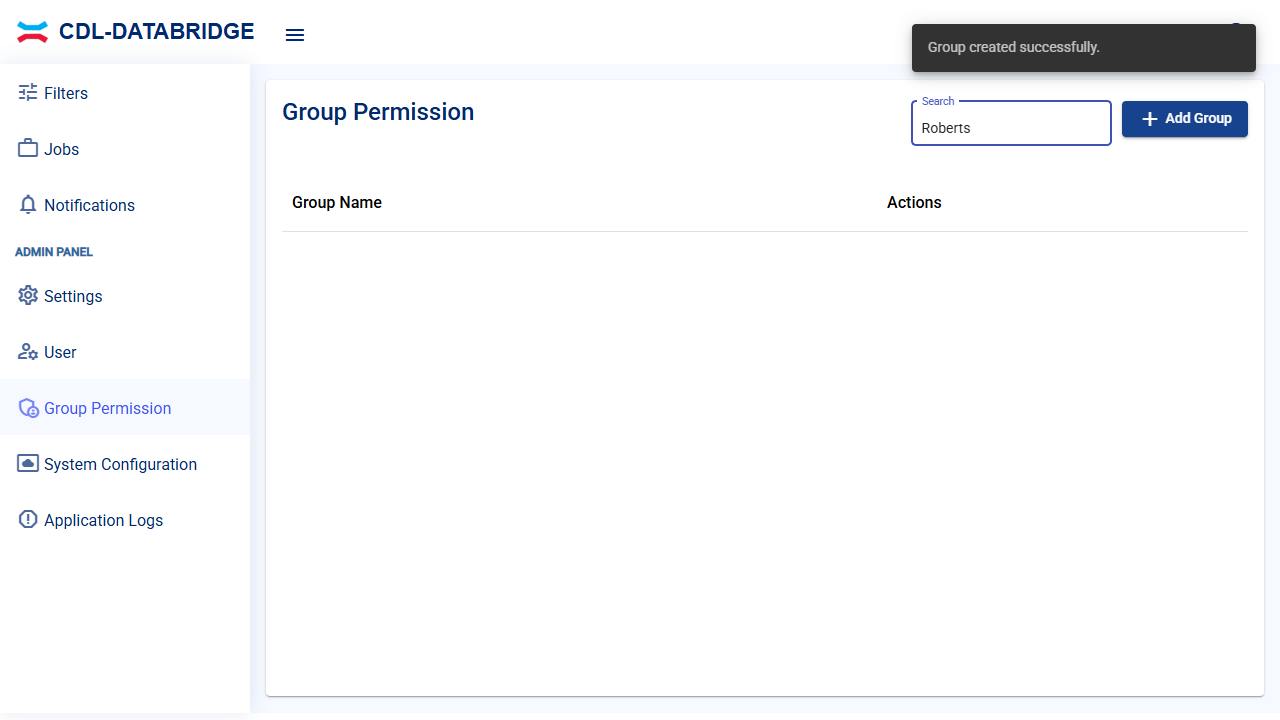 CDL-DATABRIDGE
Group created successfully.
Filters
Jobs
Notifications
ADMIN PANEL
Settings
User
Group Permission
System Configuration
Application Logs
Group Permission
Search
Roberts
Add Group
Group Name
Actions